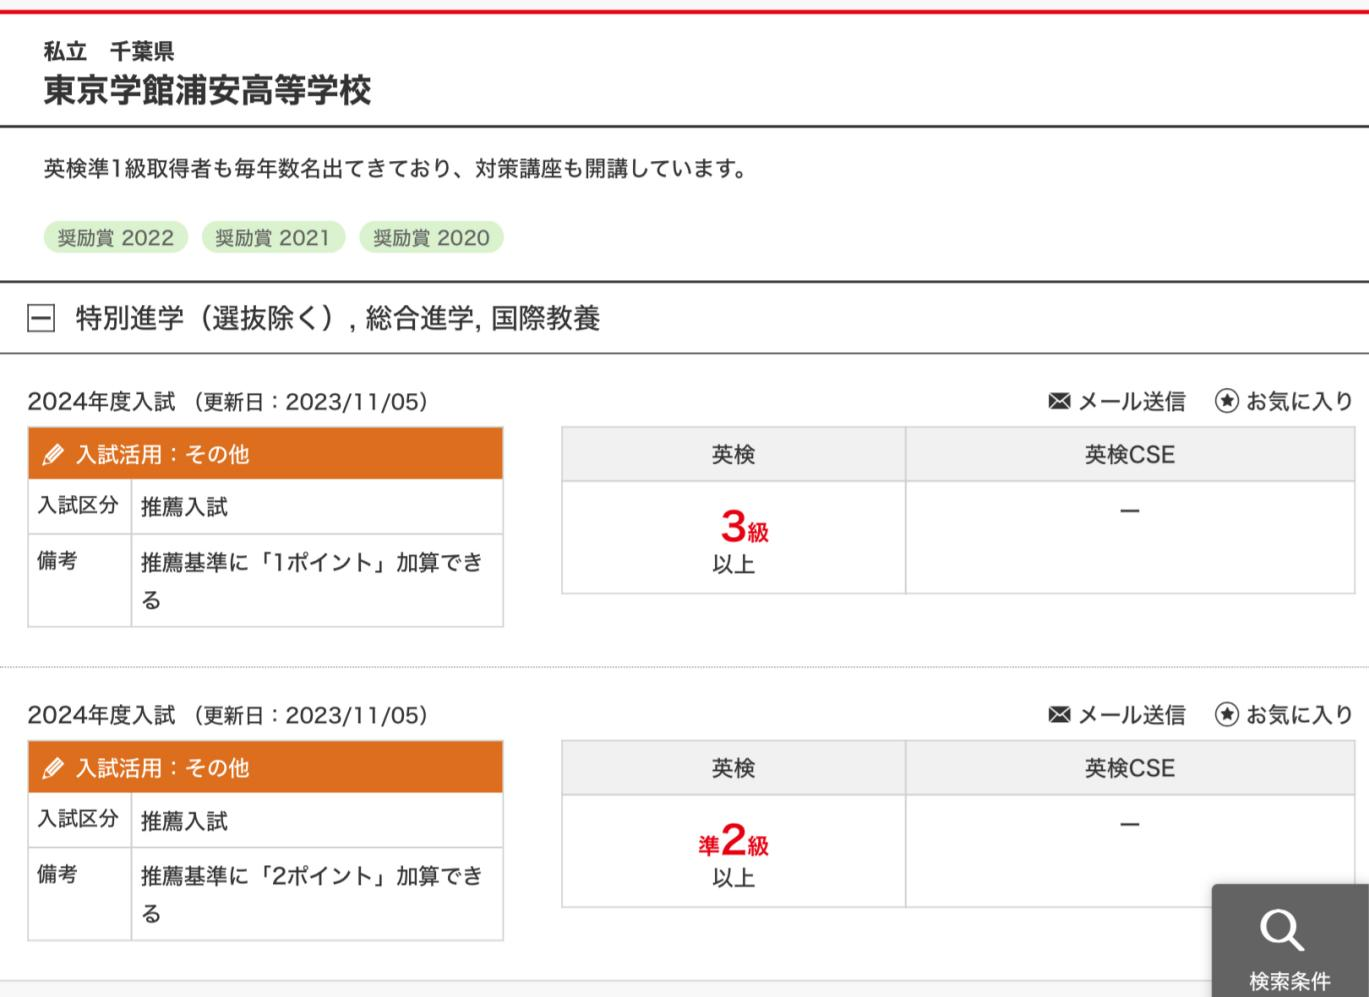 私立　千葉県
東京学館浦安高等学校
英検準1級取得者も毎年数名出てきており、対策講座も開講しています。
奨励賞 2022 奨励賞 2021 奨励賞 2020
特別進学（選抜除く）, 総合進学, 国際教養
2024年度入試 （更新日：2023/11/05） メール送信 お気に入り
入試活用：その他
入試区分 推薦入試
備考 推薦基準に「1ポイント」加算でき
る
英検 英検CSE
3級 —
以上
2024年度入試 （更新日：2023/11/05） メール送信 お気に入り
入試活用：その他
入試区分 推薦入試
備考 推薦基準に「2ポイント」加算でき
る
英検 英検CSE
準2級 —
以上
検索条件